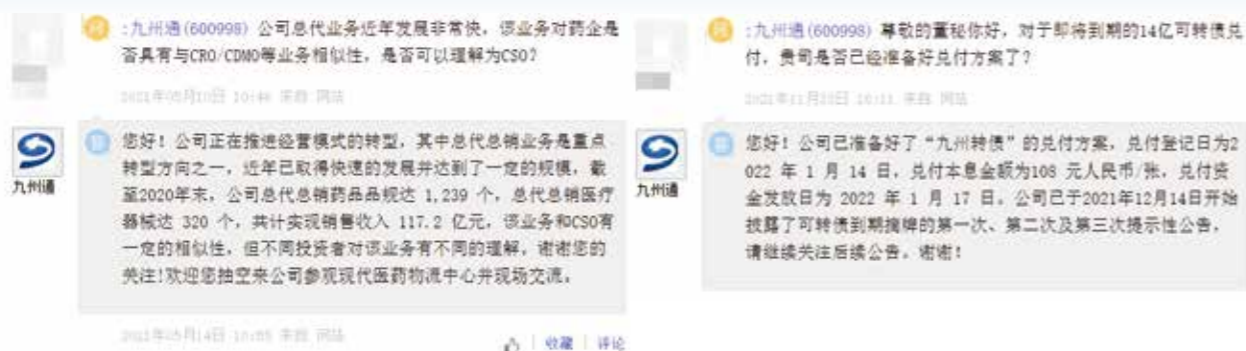 问 :九州通(600998) 公司总代业务近年发展非常快，该业务对药企是
否具有与CRO/CDMO等业务相似性，是否可以理解为CSO?
来自 网站
九州通
您好！公司正在推进经营模式的转型，其中总代总销业务是重点
转型方向之一，近年已取得快速的发展并达到了一定的规模，截
至2020年末，公司总代总销药品品规达 1,239 个，总代总销医疗
器械达 320 个，共计实现销售收入 117.2 亿元，该业务和CSO有
一定的相似性，但不同投资者对该业务有不同的理解，谢谢您的
关注!欢迎您抽空来公司参观现代医药物流中心并现场交流。
来自 网站
收藏 评论
问 :九州通(600998) 尊敬的董秘你好，对于即将到期的14亿可转债兑
付，贵司是否已经准备好兑付方案了？
来自 网站
九州通
您好！公司已准备好了“九州转债”的兑付方案，兑付登记日为2
022 年 1 月 14 日，兑付本息金额为108 元人民币/张，兑付资
金发放日为 2022 年 1 月 17 日。公司已于2021年12月14日开始
披露了可转债到期摘牌的第一次、第二次及第三次提示性公告，
请继续关注后续公告。谢谢！